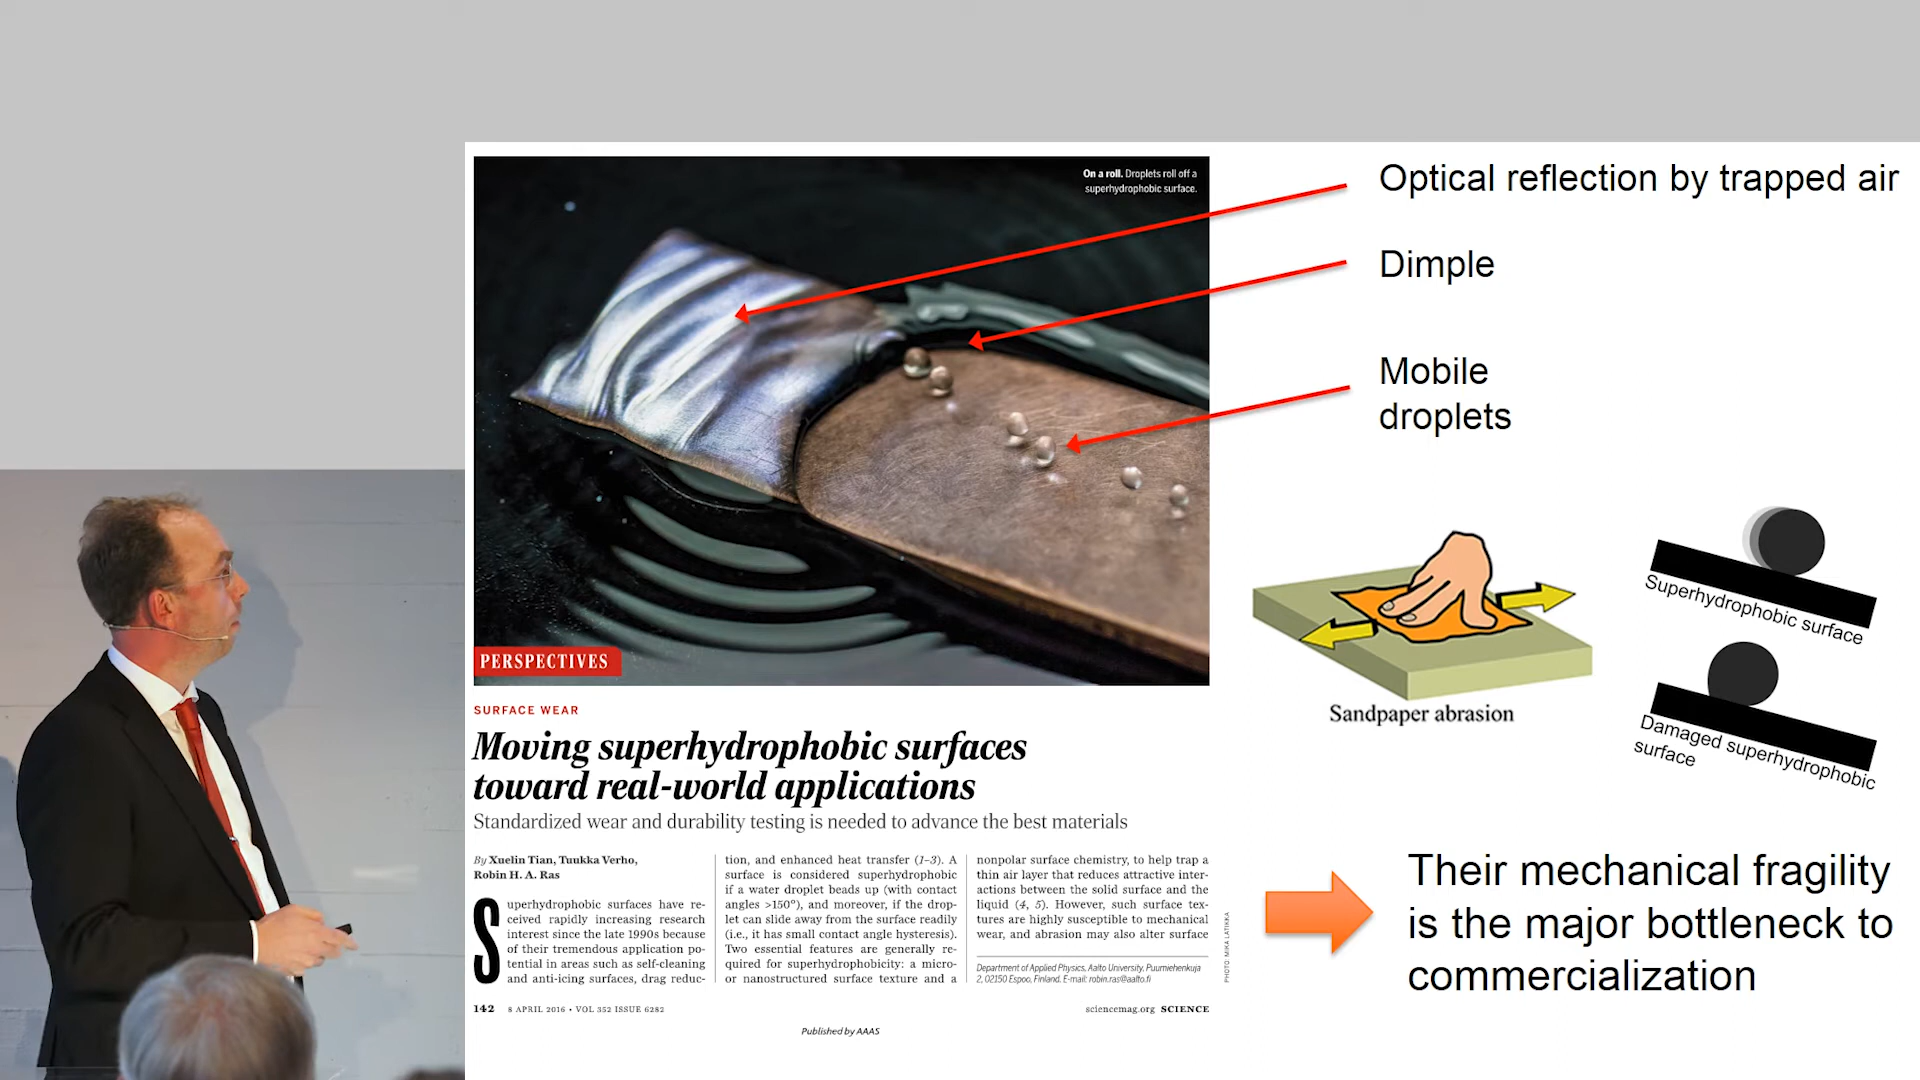 On a roll. Droplets roll off a
superhydrophobic surface.
Optical reflection by trapped air
Dimple
Mobile
droplets
Superhydrophobic surface
Damaged superhydrophobic
surface
Sandpaper abrasion
PERSPECTIVES
SURFACE WEAR
Moving superhydrophobic surfaces
toward real-world applications
Standardized wear and durability testing is needed to advance the best materials
By Xuelin Tian, Tuukka Verho,
Robin H. A. Ras
Superhydrophobic surfaces have re-
ceived rapidly increasing research
interest since the late 1990s because
of their tremendous application po-
tential in areas such as self-cleaning
and anti-icing surfaces, drag reduc-
tion, and enhanced heat transfer (1–3). A
surface is considered superhydrophobic
if a water droplet beads up (with contact
angles >150°), and moreover, if the drop-
let can slide away from the surface readily
(i.e., it has small contact angle hysteresis).
Two essential features are generally re-
quired for superhydrophobicity: a micro-
or nanostructured surface texture and a
nonpolar surface chemistry, to help trap a
thin air layer that reduces attractive inter-
actions between the solid surface and the
liquid (4, 5). However, such surface tex-
tures are highly susceptible to mechanical
wear, and abrasion may also alter surface
Department of Applied Physics, Aalto University, Puumiehenkuja
2, 02150 Espoo, Finland. E-mail: robin.ras@aalto.fi
PHOTO: MIKA LATIKKA
142 8 APRIL 2016 • VOL 352 ISSUE 6282
sciencemag.org SCIENCE
Published by AAAS
Their mechanical fragility
is the major bottleneck to
commercialization